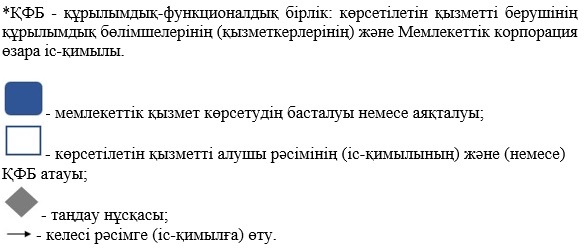 *ҚФБ - құрылымдық-функционалдық бірлік: көрсетілетін қызметті берушінің
құрылымдық бөлімшелерінің (қызметкерлерінің) және Мемлекеттік корпорация
өзара іс-қимылы.
- мемлекеттік қызмет көрсетудің басталуы немесе аяқталуы;
- көрсетілетін қызметті алушы рәсімінің (іс-қимылының) және (немесе)
ҚФБ атауы;
- таңдау нұсқасы;
- келесі рәсімге (іс-қимылға) өту.